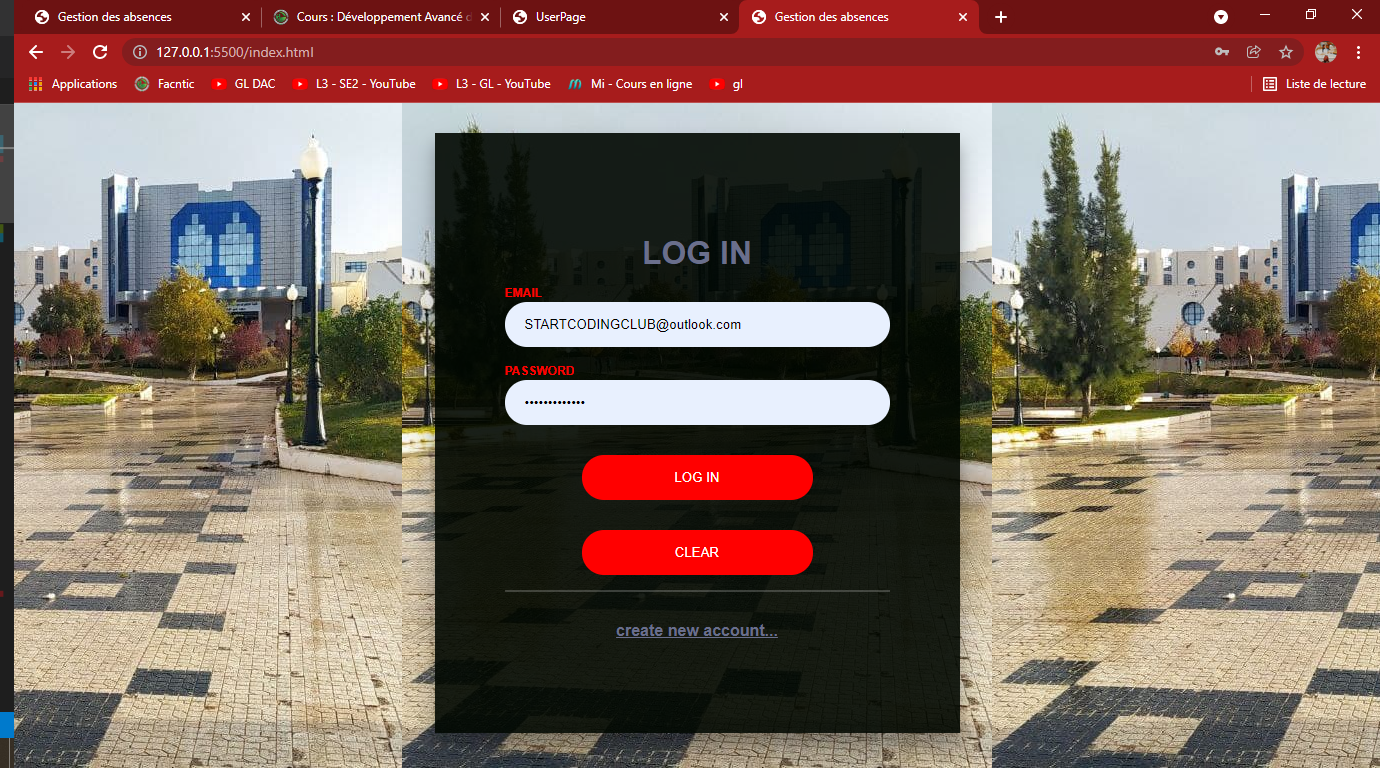 Gestion des absences
Cours : Développement Avancé d
UserPage
Gestion des absences
127.0.0.1:5500/index.html
Applications
Facntic
GL DAC
L3 - SE2 - YouTube
L3 - GL - YouTube
Mi - Cours en ligne
gl
Liste de lecture
LOG IN
EMAIL
STARTCODINGCLUB@outlook.com
PASSWORD
•••••••••••••
LOG IN
CLEAR
create new account...